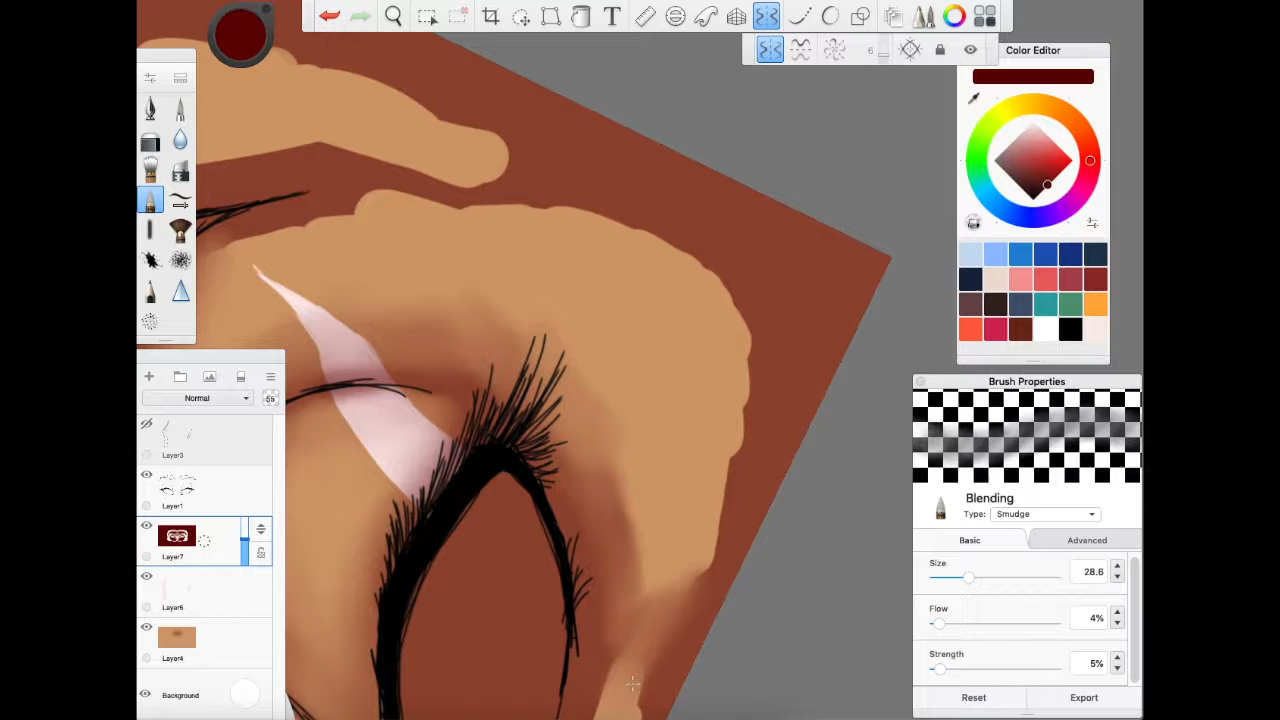 6
Color Editor
Normal
55
Layer3
Layer1
Layer7
Layer6
Layer4
Background
Brush Properties
Blending
Type: Smudge
Basic
Advanced
Size
28.6
Flow
4%
Strength
5%
Reset
Export